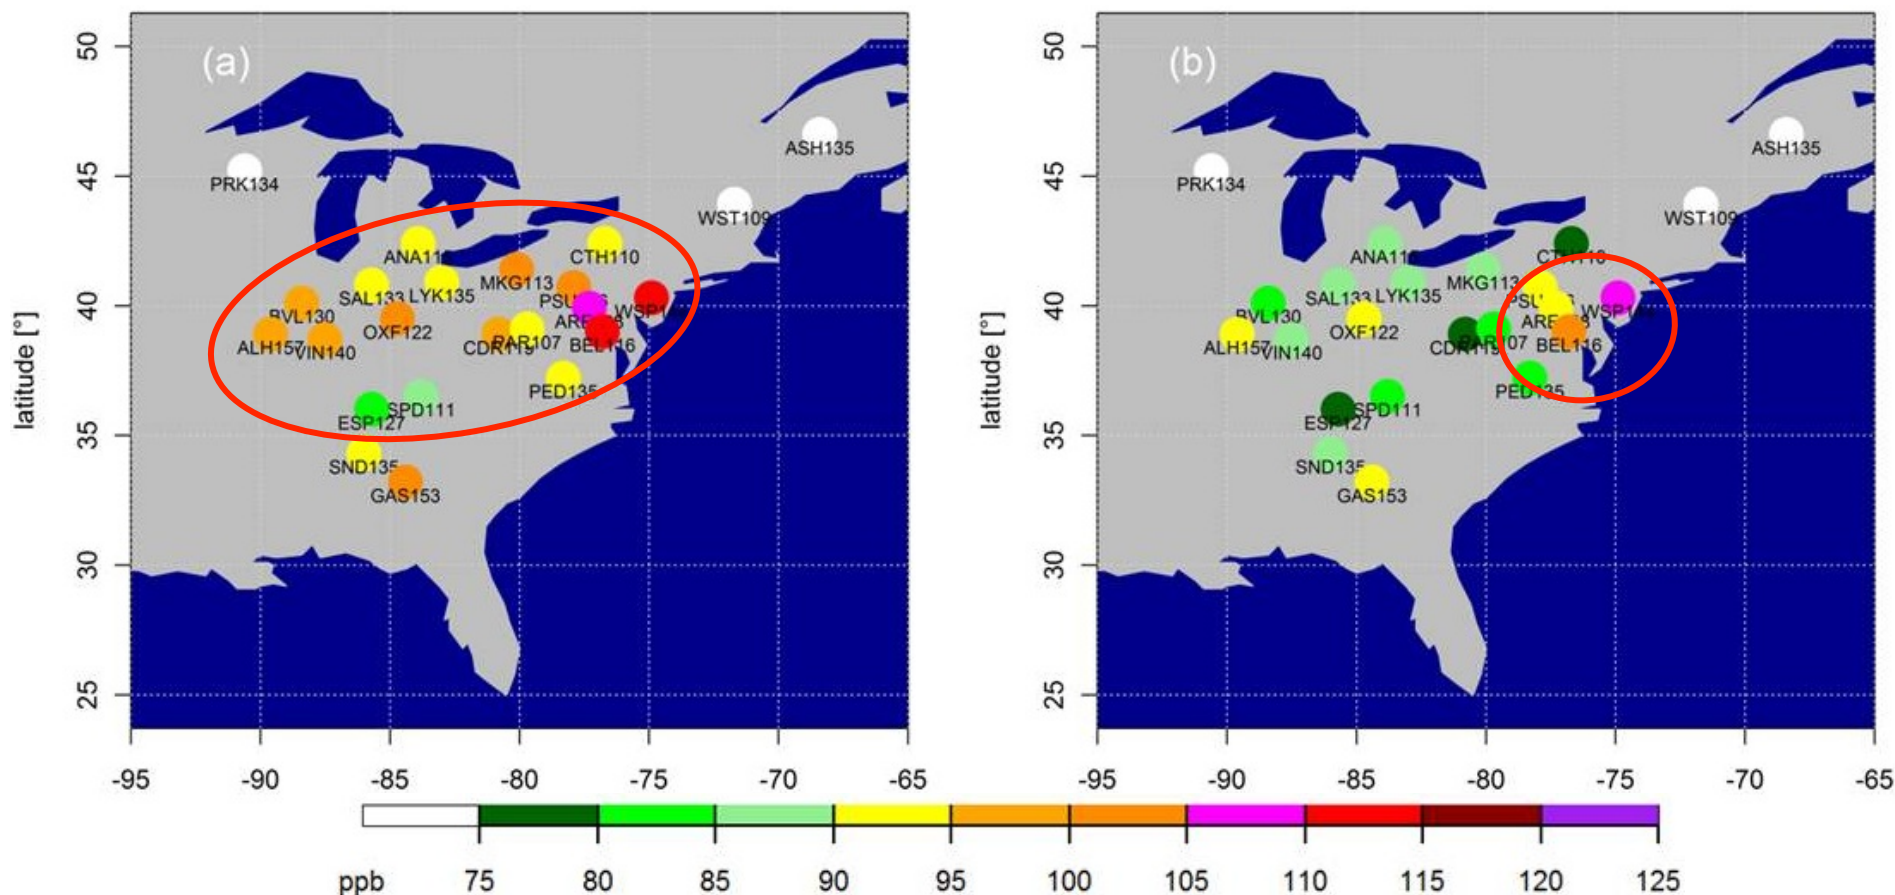 (a)
ASH135
PRK134
WST109
CTH110
MKG113
SAL133
LYK135
BVL130
OXF122
ALH157
VIN140
CDR119
PAR107
BEL116
PED135
SPD111
ESP127
SND135
GAS153
latitude [°]
50
45
40
35
30
25
-95 -90 -85 -80 -75 -70 -65
(b)
ASH135
PRK134
WST109
MKG113
SAL133
LYK135
BVL130
OXF122
ALH157
VIN140
CDR119
PAR107
BEL116
PED135
SPD111
ESP127
SND135
GAS153
latitude [°]
50
45
40
35
30
25
-95 -90 -85 -80 -75 -70 -65
ppb 75 80 85 90 95 100 105 110 115 120 125